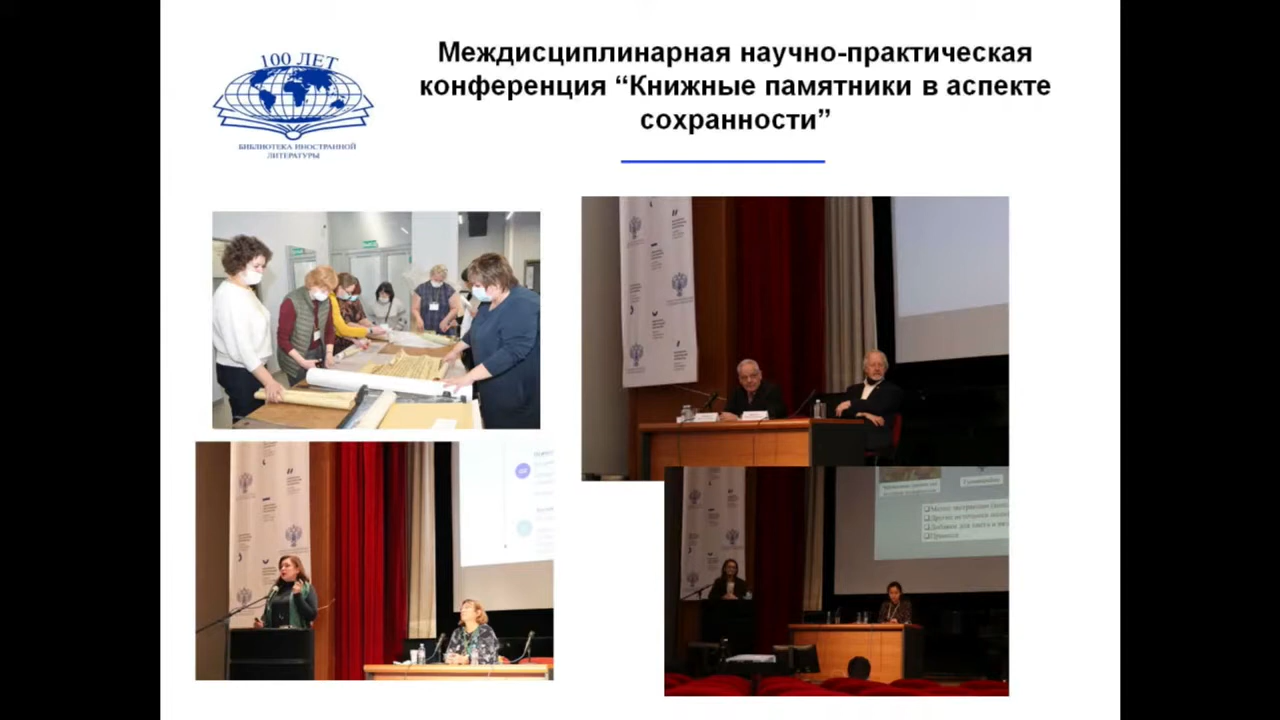 100 ЛЕТ
БИБЛИОТЕКА ИНОСТРАННОЙ
ЛИТЕРАТУРЫ
Междисциплинарная научно-практическая
конференция “Книжные памятники в аспекте
сохранности”